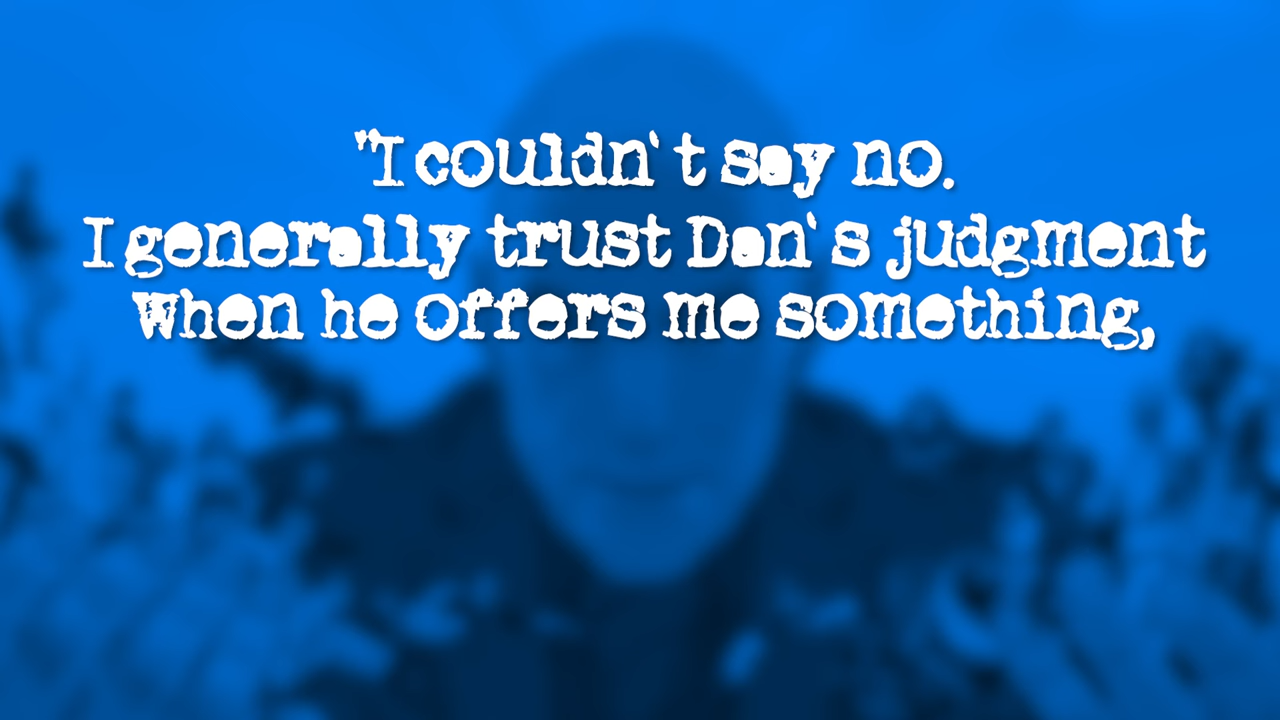 "I couldn't say no.
I generally trust Dan's judgment
when he offers me something,